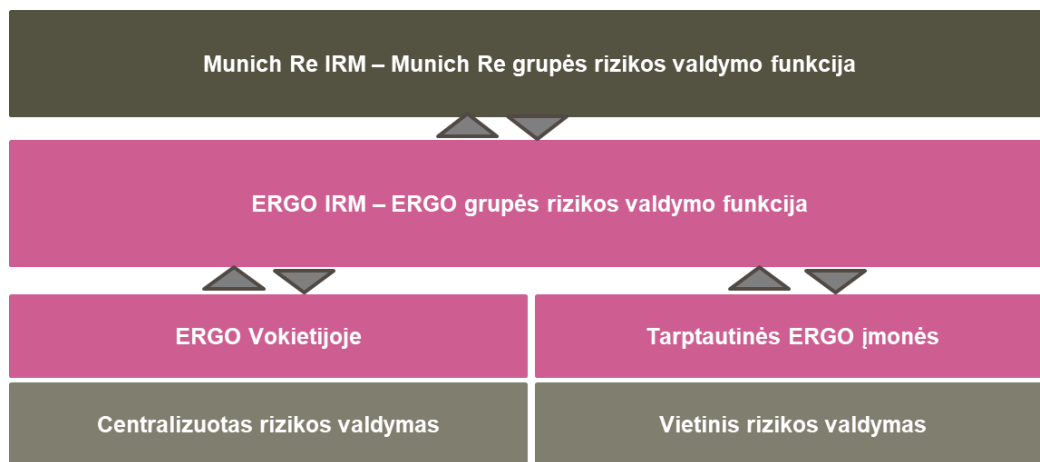 Munich Re IRM – Munich Re grupės rizikos valdymo funkcija
ERGO IRM – ERGO grupės rizikos valdymo funkcija
ERGO Vokietijoje
Tarptautinės ERGO įmonės
Centralizuotas rizikos valdymas
Vietinis rizikos valdymas